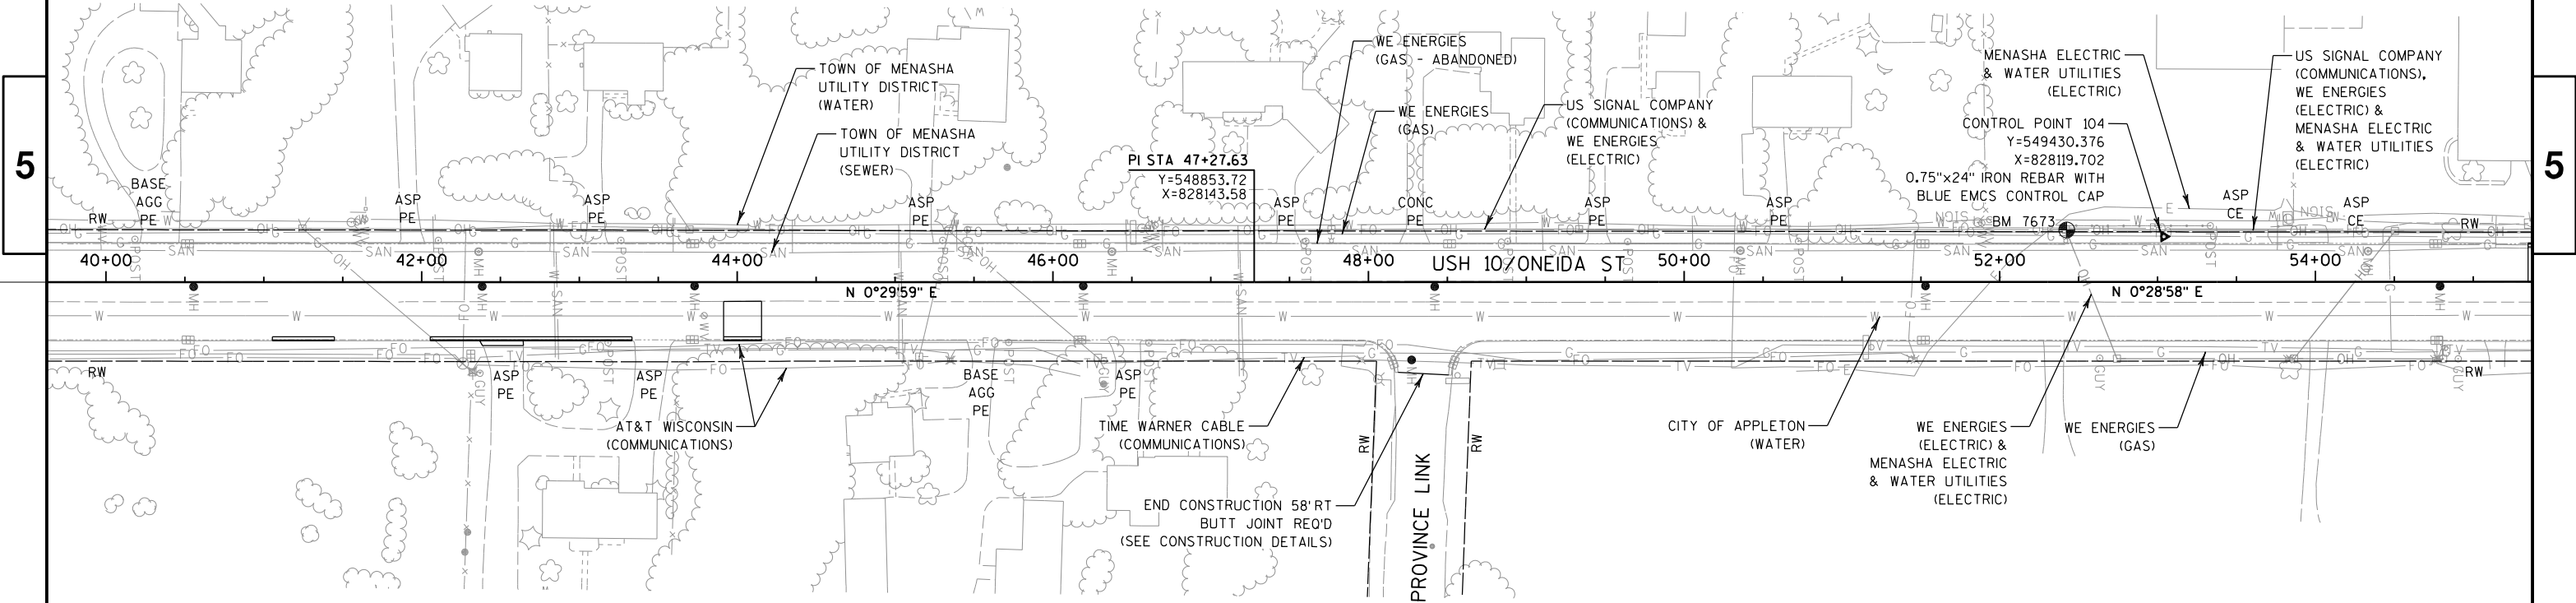 5
TOWN OF MENASHA
UTILITY DISTRICT
(WATER)
TOWN OF MENASHA
UTILITY DISTRICT
(SEWER)
WE ENERGIES
(GAS - ABANDONED)
WE ENERGIES
(GAS)
US SIGNAL COMPANY
(COMMUNICATIONS) &
WE ENERGIES
(ELECTRIC)
PI STA 47+27.63
Y=548853.72
X=828143.58
MENASHA ELECTRIC
& WATER UTILITIES
(ELECTRIC)
CONTROL POINT 104
Y=549430.376
X=828119.702
0.75"x24" IRON REBAR WITH
BLUE EMCS CONTROL CAP
BM 7673
US SIGNAL COMPANY
(COMMUNICATIONS),
WE ENERGIES
(ELECTRIC) &
MENASHA ELECTRIC
& WATER UTILITIES
(ELECTRIC)
5
RW
BASE
AGG
PE
ASP
PE
ASP
PE
ASP
PE
ASP
PE
CONC
PE
ASP
PE
ASP
PE
ASP
CE
ASP
CE
RW
40+00
42+00
44+00
46+00
48+00
USH 10/ONEIDA ST
50+00
52+00
54+00
N 0°29'59" E
N 0°28'58" E
RW
ASP
PE
ASP
PE
BASE
AGG
PE
ASP
PE
RW
AT&T WISCONSIN
(COMMUNICATIONS)
TIME WARNER CABLE
(COMMUNICATIONS)
END CONSTRUCTION 58' RT
BUTT JOINT REQ'D
(SEE CONSTRUCTION DETAILS)
RW
PROVINCE LINK
RW
CITY OF APPLETON
(WATER)
WE ENERGIES
(ELECTRIC) &
MENASHA ELECTRIC
& WATER UTILITIES
(ELECTRIC)
WE ENERGIES
(GAS)